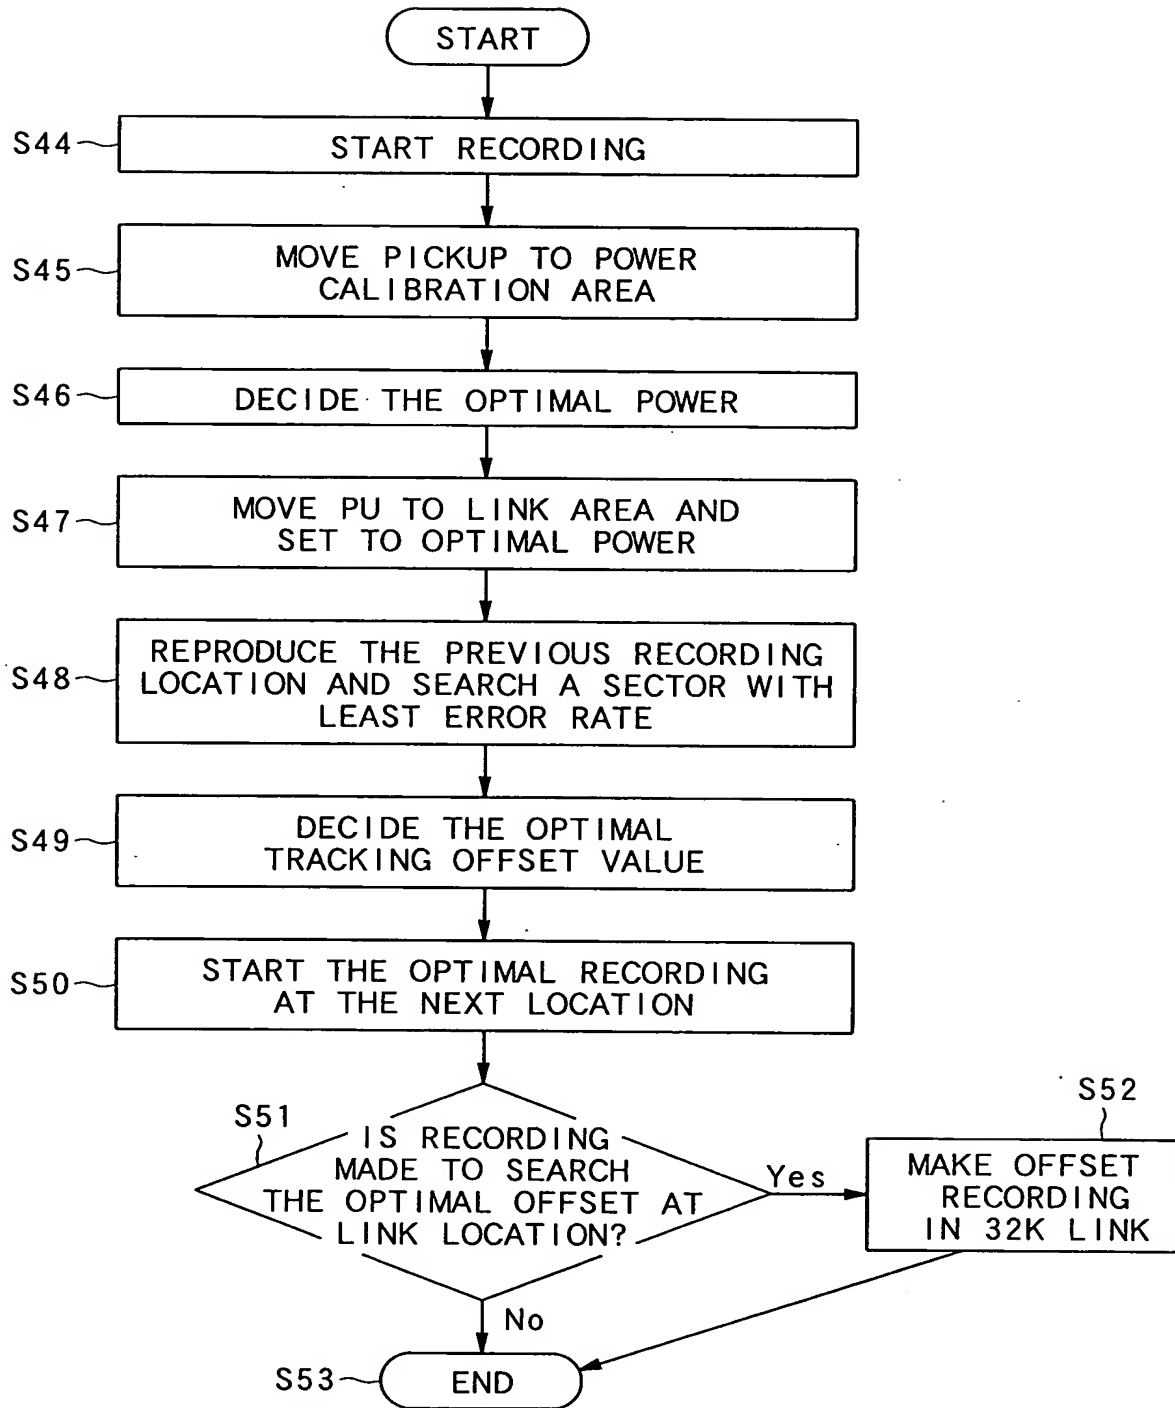 START
S44
START RECORDING
S45
MOVE PICKUP TO POWER
CALIBRATION AREA
S46
DECIDE THE OPTIMAL POWER
S47
MOVE PU TO LINK AREA AND
SET TO OPTIMAL POWER
S48
REPRODUCE THE PREVIOUS RECORDING
LOCATION AND SEARCH A SECTOR WITH
LEAST ERROR RATE
S49
DECIDE THE OPTIMAL
TRACKING OFFSET VALUE
S50
START THE OPTIMAL RECORDING
AT THE NEXT LOCATION
S51
IS RECORDING
MADE TO SEARCH
THE OPTIMAL OFFSET AT
LINK LOCATION?
Yes
S52
MAKE OFFSET
RECORDING
IN 32K LINK
No
S53
END